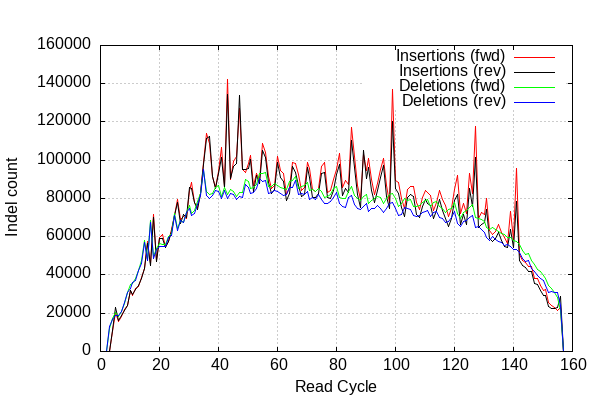 160000
140000
120000
100000
80000
60000
40000
20000
0
Indel count
Insertions (fwd)
Insertions (rev)
Deletions (fwd)
Deletions (rev)
0 20 40 60 80 100 120 140 160
Read Cycle